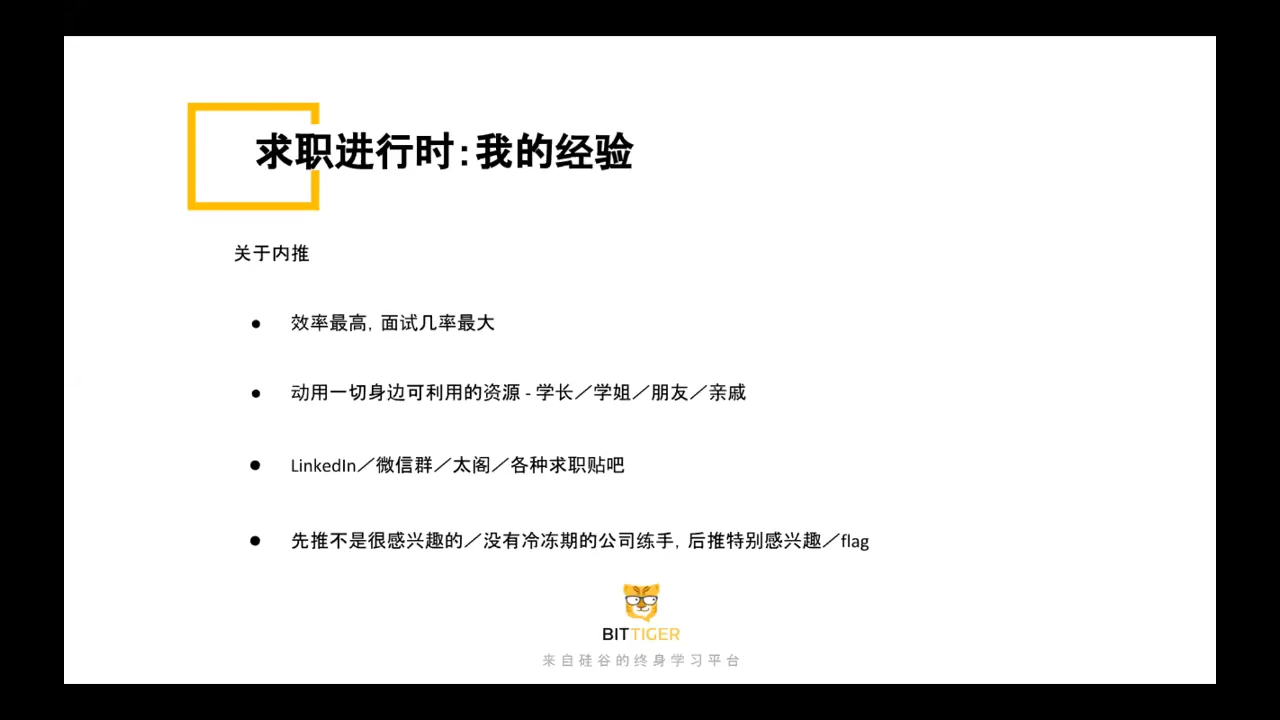 求职进行时:我的经验
关于内推
● 效率最高, 面试几率最大
● 动用一切身边可利用的资源 - 学长／学姐／朋友／亲戚
● LinkedIn／微信群／太阁／各种求职贴吧
● 先推不是很感兴趣的／没有冷冻期的公司练手, 后推特别感兴趣／flag
BITTIGER
来自硅谷的终身学习平台